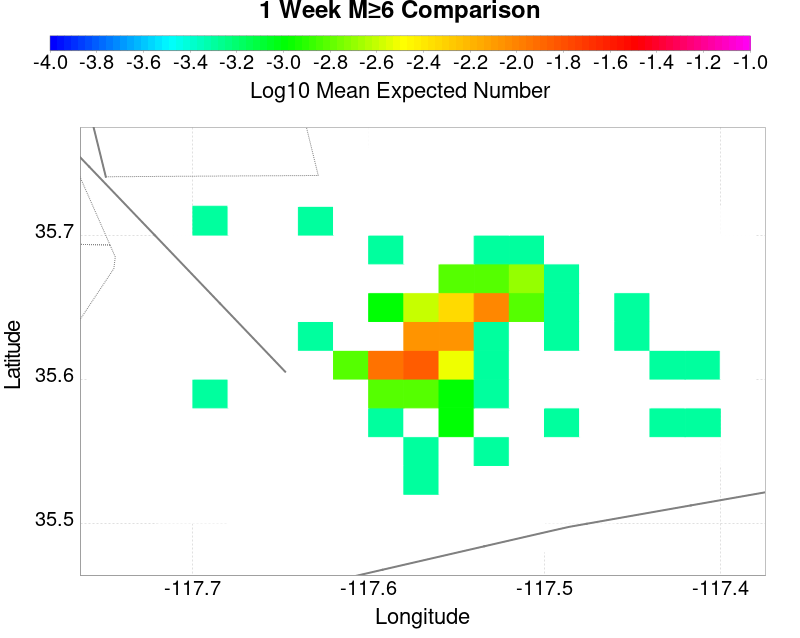 1 Week M≥6 Comparison
-4.0 -3.8 -3.6 -3.4 -3.2 -3.0 -2.8 -2.6 -2.4 -2.2 -2.0 -1.8 -1.6 -1.4 -1.2 -1.0
Log10 Mean Expected Number
35.7
35.6
35.5
Latitude
-117.7 -117.6 -117.5 -117.4
Longitude